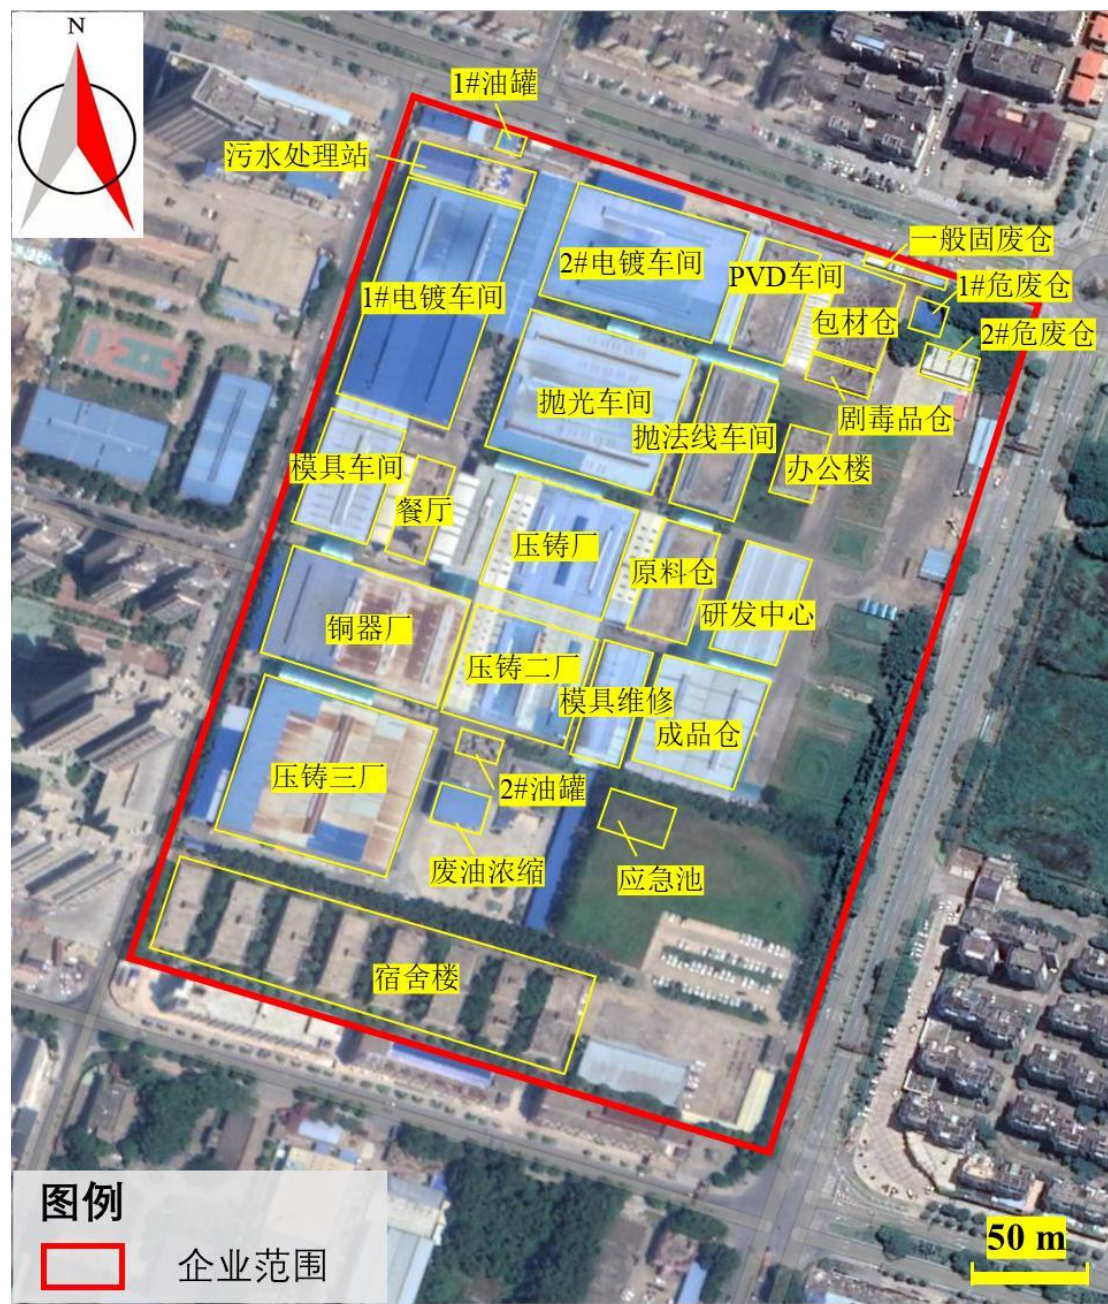 N
1#油罐
污水处理站
一般固废仓
2#电镀车间
PVD车间
1#危废仓
1#电镀车间
包材仓
2#危废仓
抛光车间
剧毒品仓
抛法线车间
模具车间
办公楼
餐厅
压铸厂
原料仓
铜器厂
研发中心
压铸二厂
模具维修
成品仓
压铸三厂
2#油罐
废油浓缩
应急池
宿舍楼
图例
企业范围
50 m